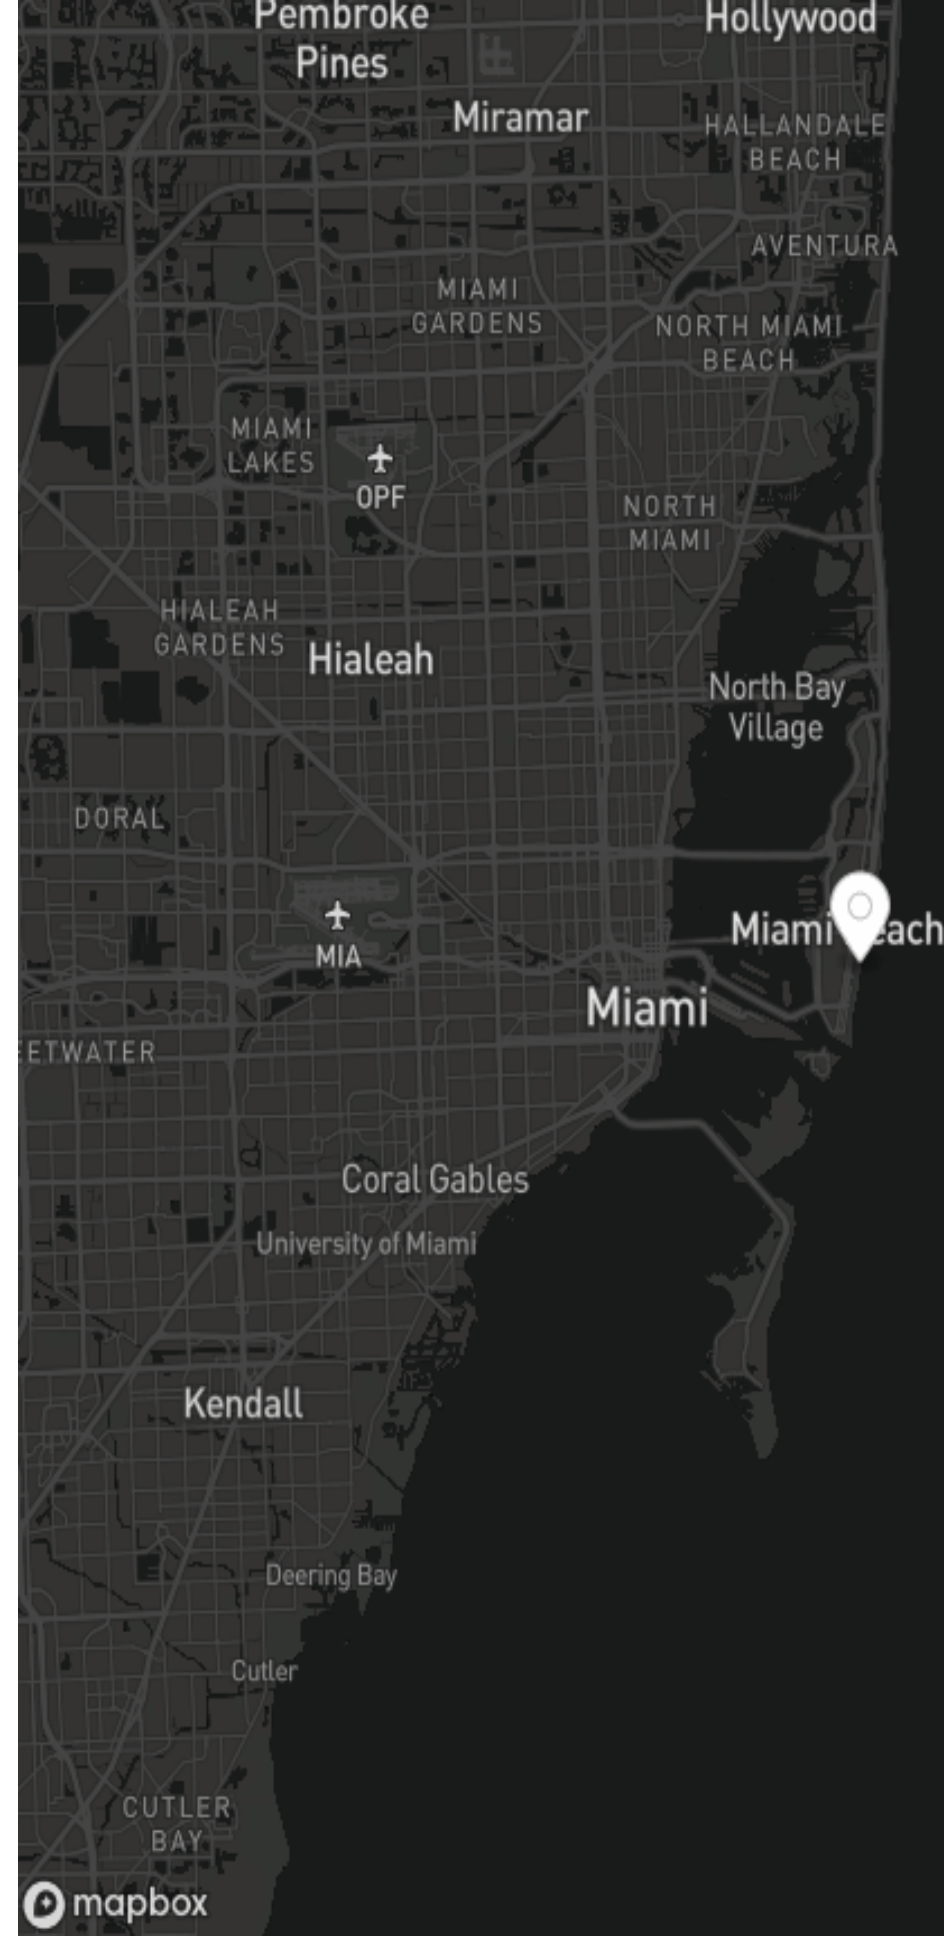 Pembroke
Pines
Hollywood
Miramar
HALLANDALE
BEACH
AVENTURA
MIAMI
GARDENS
NORTH MIAMI
BEACH
MIAMI
LAKES
OPF
NORTH
MIAMI
HIALEAH
GARDENS
Hialeah
North Bay
Village
DORAL
MIA
Miami each
Miami
EETWATER
Coral Gables
University of Miami
Kendall
Deering Bay
Cutler
CUTLER
BAY
mapbox